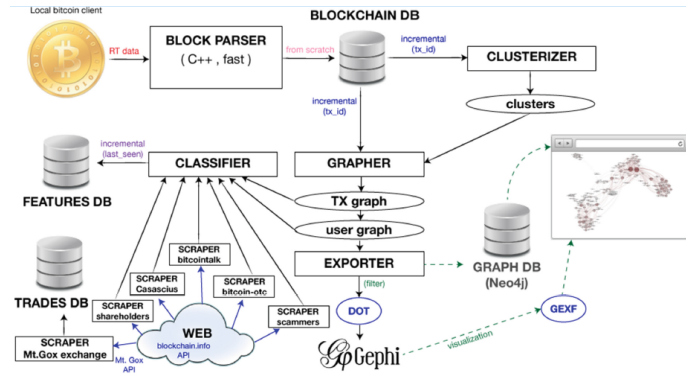 Local bitcoin client
BLOCKCHAIN DB
RT data
BLOCK PARSER
( C++ , fast )
from scratch
incremental
(tx_id)
CLUSTERIZER
incremental
(tx_id)
clusters
incremental
(last_seen)
CLASSIFIER
GRAPHER
FEATURES DB
TX graph
user graph
SCRAPER
bitcointalk
EXPORTER
(filter)
GRAPH DB
(Neo4j)
SCRAPER
Casascius
SCRAPER
bitcoin-otc
TRADES DB
SCRAPER
shareholders
SCRAPER
scammers
DOT
GEXF
WEB
blockchain.info
API
SCRAPER
Mt.Gox exchange
Mt. Gox
API
Gephi
visualization